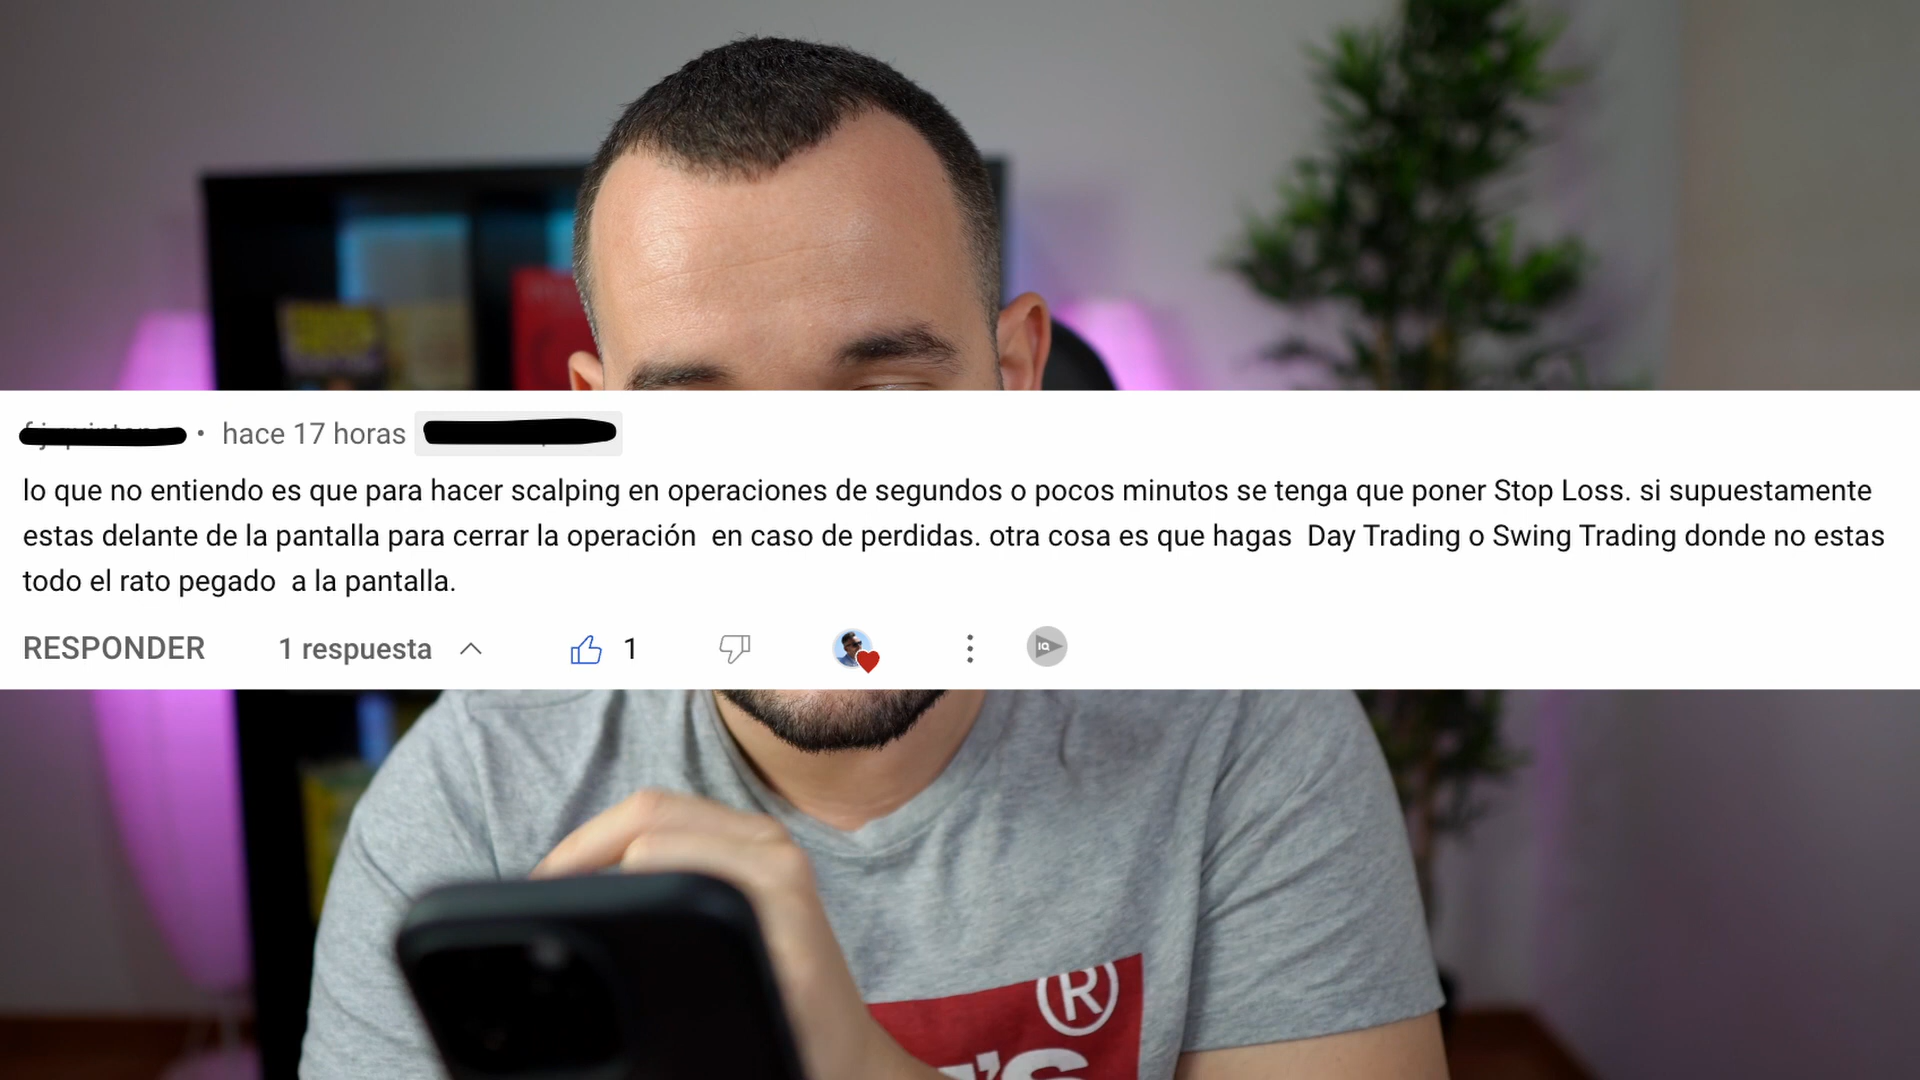 hace 17 horas
lo que no entiendo es que para hacer scalping en operaciones de segundos o pocos minutos se tenga que poner Stop Loss. si supuestamente
estas delante de la pantalla para cerrar la operación  en caso de perdidas. otra cosa es que hagas  Day Trading o Swing Trading donde no estas
todo el rato pegado  a la pantalla.
RESPONDER 1 respuesta 1
IQ
®
'S